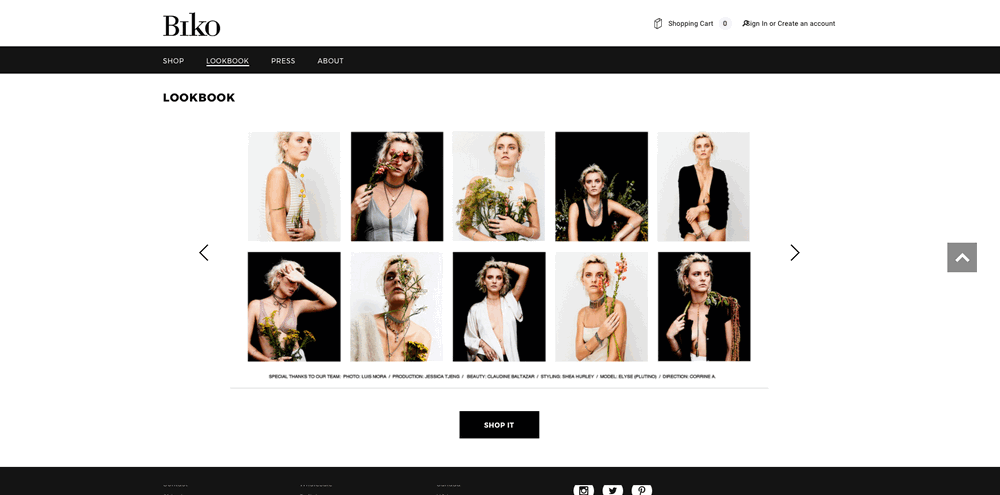 Biko
Shopping Cart 0 Sign In or Create an account
SHOP LOOKBOOK PRESS ABOUT
LOOKBOOK
SPECIAL THANKS TO OUR TEAM: PHOTO: LUIS MORA / PRODUCTION: JESSICA TJENG / BEAUTY: CLAUDINE BALTAZAR / STYLING: SHEA HURLEY / MODEL: ELYSE (PLUTINO) / DIRECTION: CORRINE A.
SHOP IT